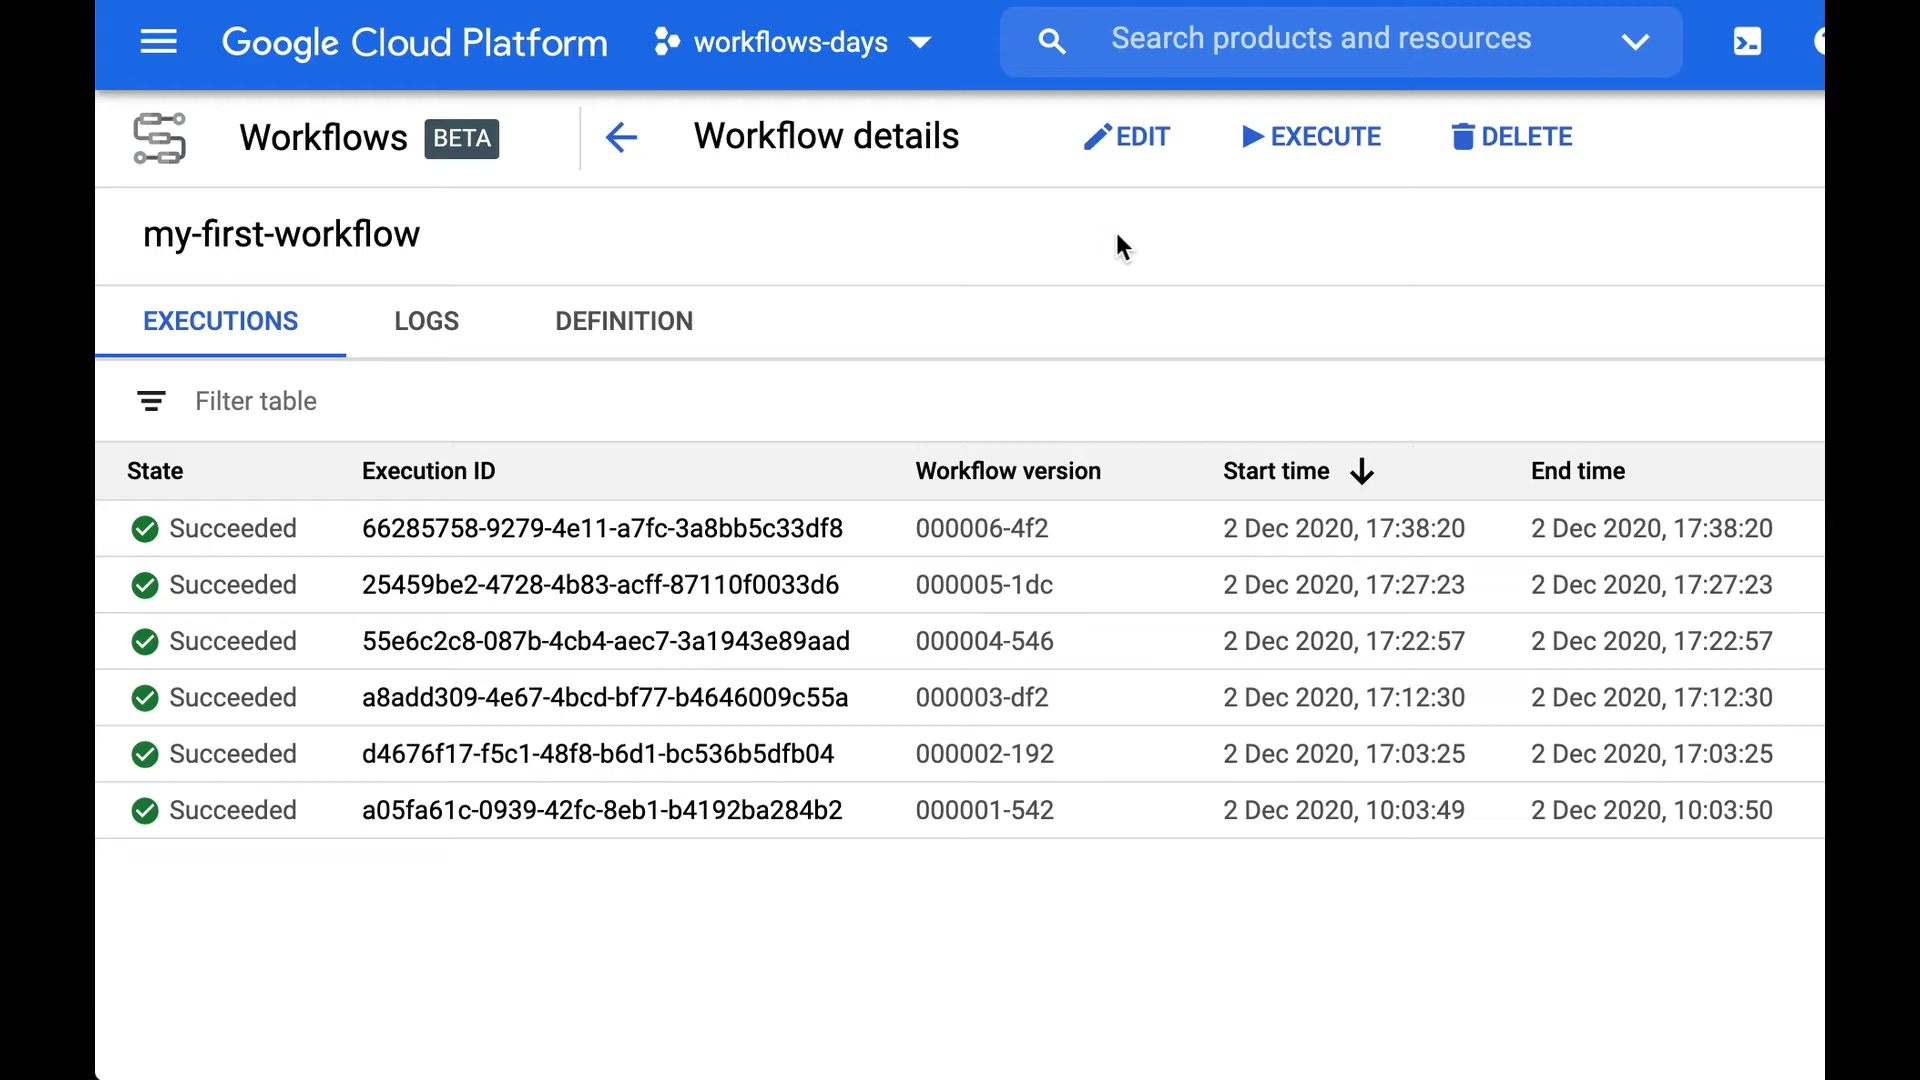 Google Cloud Platform workflows-days Search products and resources
Workflows BETA Workflow details EDIT EXECUTE DELETE
my-first-workflow
EXECUTIONS LOGS DEFINITION
Filter table
State Execution ID Workflow version Start time End time
Succeeded 66285758-9279-4e11-a7fc-3a8bb5c33df8 000006-4f2 2 Dec 2020, 17:38:20 2 Dec 2020, 17:38:20
Succeeded 25459be2-4728-4b83-acff-87110f0033d6 000005-1dc 2 Dec 2020, 17:27:23 2 Dec 2020, 17:27:23
Succeeded 55e6c2c8-087b-4cb4-aec7-3a1943e89aad 000004-546 2 Dec 2020, 17:22:57 2 Dec 2020, 17:22:57
Succeeded a8add309-4e67-4bcd-bf77-b4646009c55a 000003-df2 2 Dec 2020, 17:12:30 2 Dec 2020, 17:12:30
Succeeded d4676f17-f5c1-48f8-b6d1-bc536b5dfb04 000002-192 2 Dec 2020, 17:03:25 2 Dec 2020, 17:03:25
Succeeded a05fa61c-0939-42fc-8eb1-b4192ba284b2 000001-542 2 Dec 2020, 10:03:49 2 Dec 2020, 10:03:50